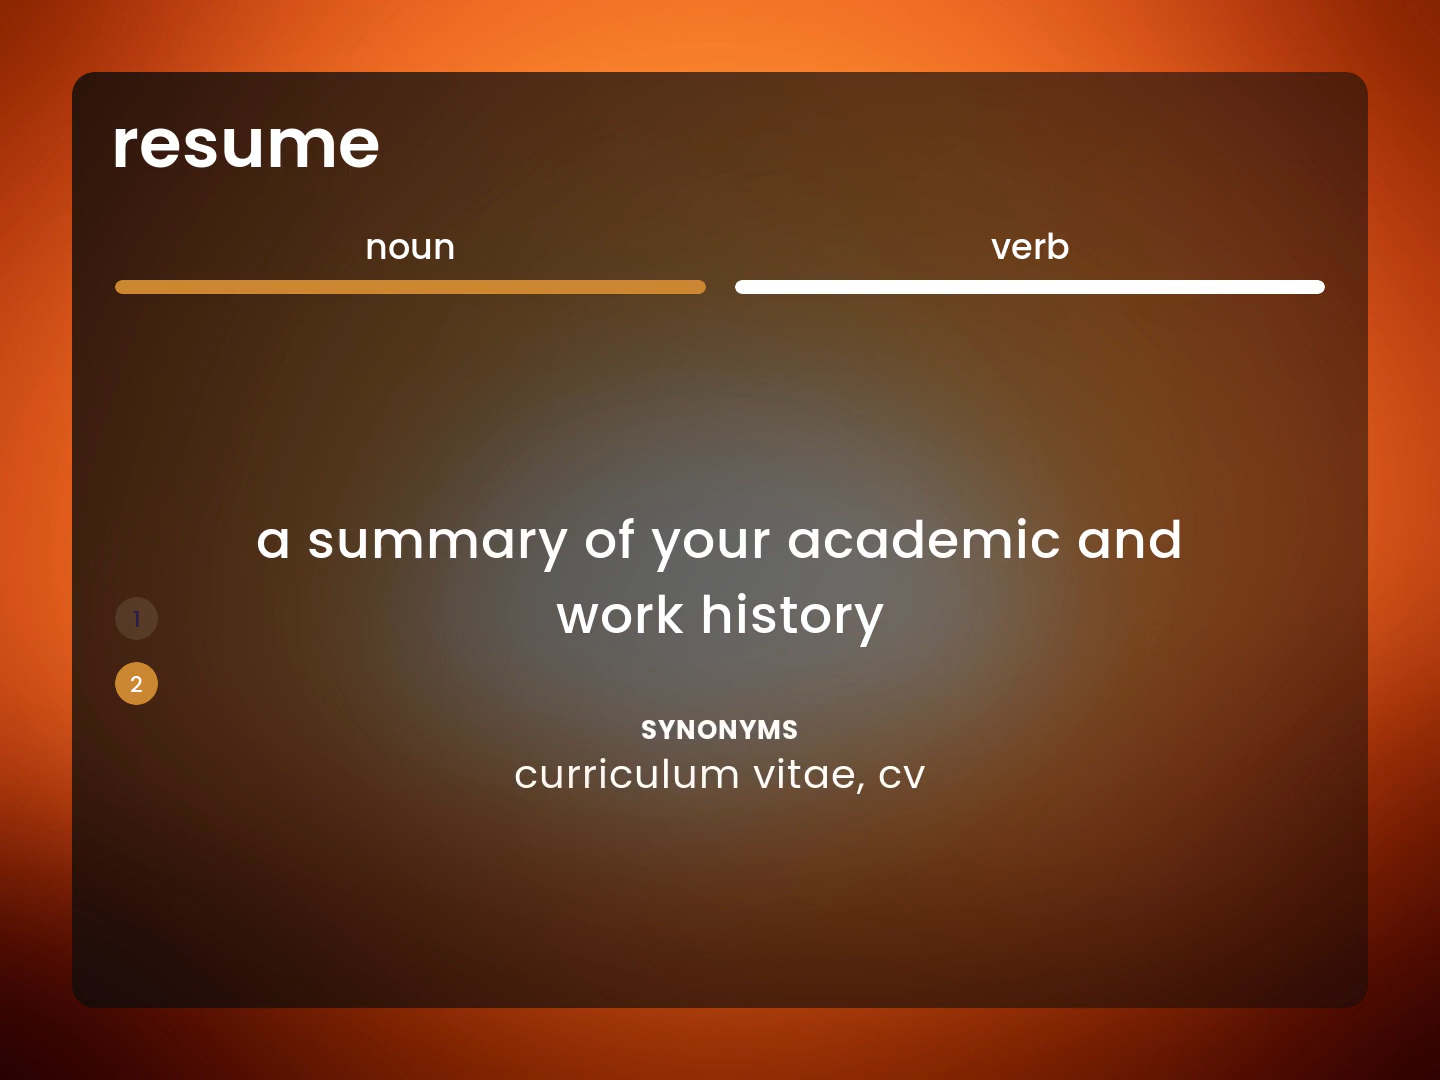 resume
noun
verb
a summary of your academic and
work history
1
2
SYNONYMS
curriculum vitae, cv